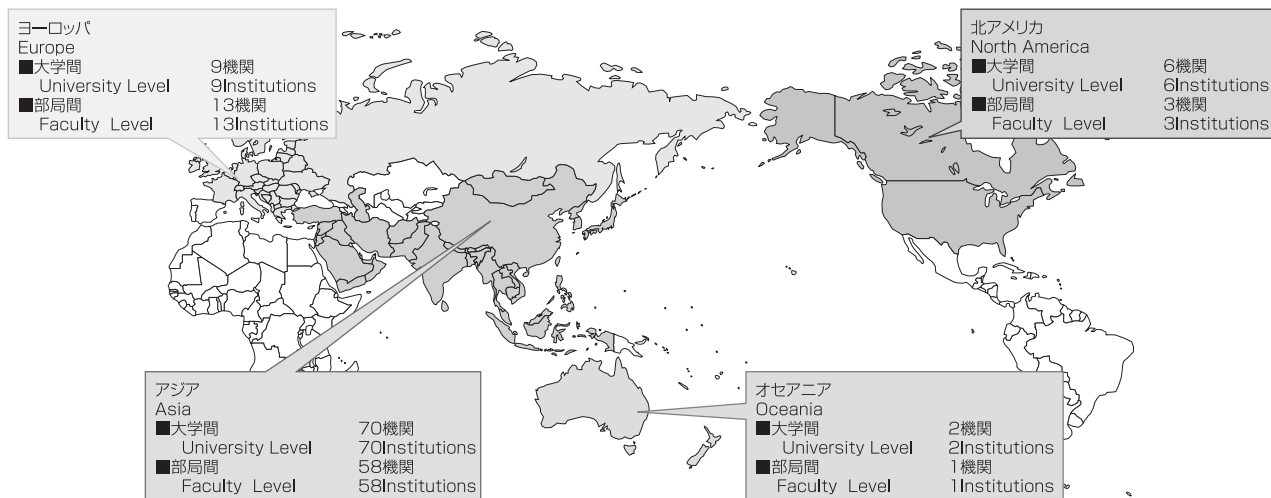 ヨーロッパ
Europe
■大学間 9機関
University Level 9Institutions
■部局間 13機関
Faculty Level 13Institutions
北アメリカ
North America
■大学間 6機関
University Level 6Institutions
■部局間 3機関
Faculty Level 3Institutions
アジア
Asia
■大学間 70機関
University Level 70Institutions
■部局間 58機関
Faculty Level 58Institutions
オセアニア
Oceania
■大学間 2機関
University Level 2Institutions
■部局間 1機関
Faculty Level 1Institutions